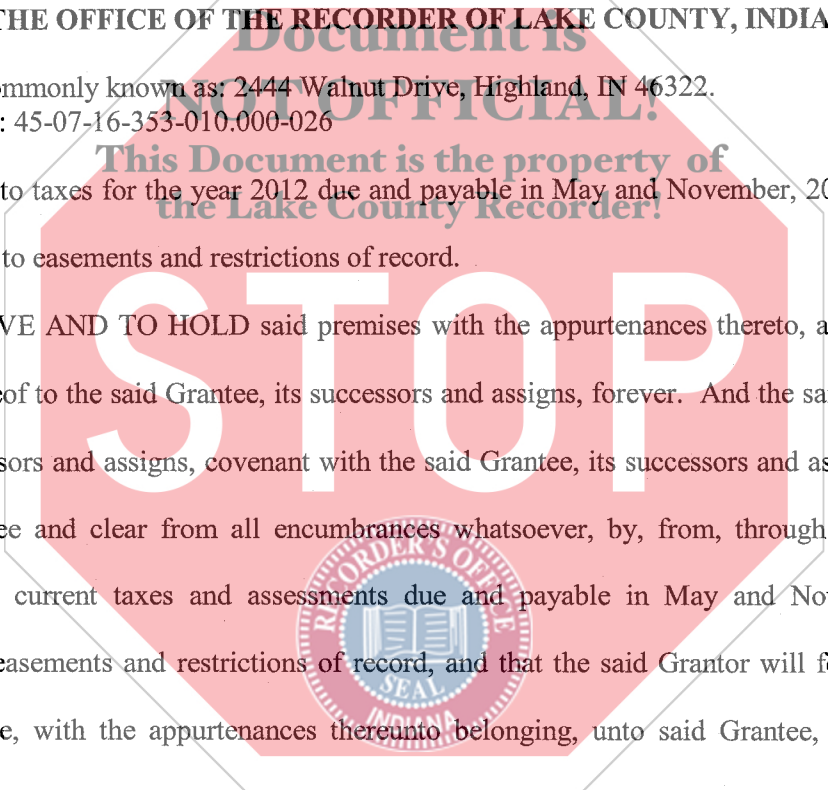 THE OFFICE OF THE RECORDER OF LAKE COUNTY, INDIA
Document is
ommonly known as: 2444 Walnut Drive, Highland, IN 46322.
NOT OFFICIAL!
: 45-07-16-353-010.000-026
This Document is the property of
to taxes for the year 2012 due and payable in May and November, 20
the Lake County Recorder!
to easements and restrictions of record.
VE AND TO HOLD said premises with the appurtenances thereto, a
STOP
eof to the said Grantee, its successors and assigns, forever. And the sa
sors and assigns, covenant with the said Grantee, its successors and as
ee and clear from all encumbrances whatsoever, by, from, through
RECORDER'S OFFICE
current taxes and assessments due and payable in May and No
easements and restrictions of record, and that the said Grantor will f
SEAL
INDIANA
e, with the appurtenances thereunto belonging, unto said Grantee,